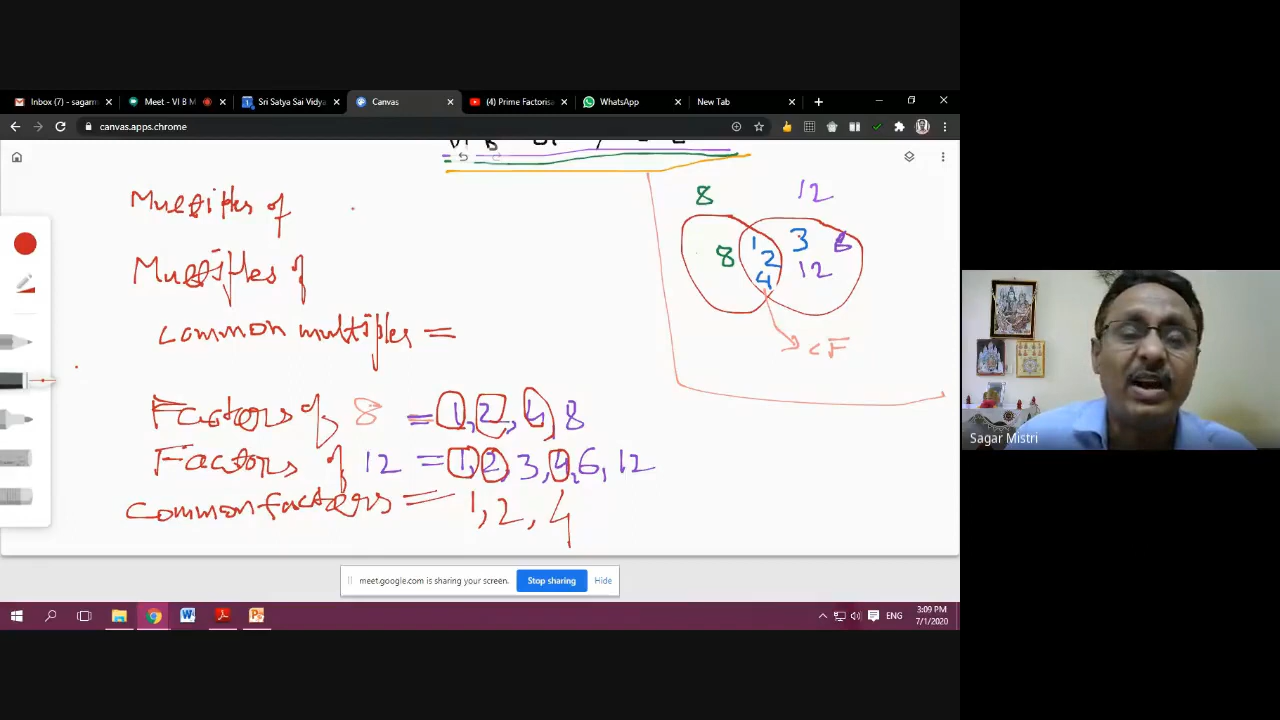 Inbox (7) - sagarm
Meet - VI B M
Sri Satya Sai Vidya
Canvas
(4) Prime Factorisa
WhatsApp
New Tab
canvas.apps.chrome
Multiples of
Multiples of
common multiples =
Factors of 8 = 1, 2, 4, 8
Factors of 12 = 1, 2, 3, 4, 6, 12
Common factors = 1, 2, 4
8 12
8 1 2 4 3 6 12
CF
Sagar Mistri
meet.google.com is sharing your screen.
Stop sharing
Hide
ENG
3:09 PM
7/1/2020